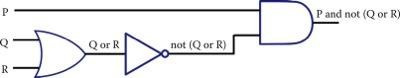 P
P and not (Q or R)
Q
Q or R
not (Q or R)
R